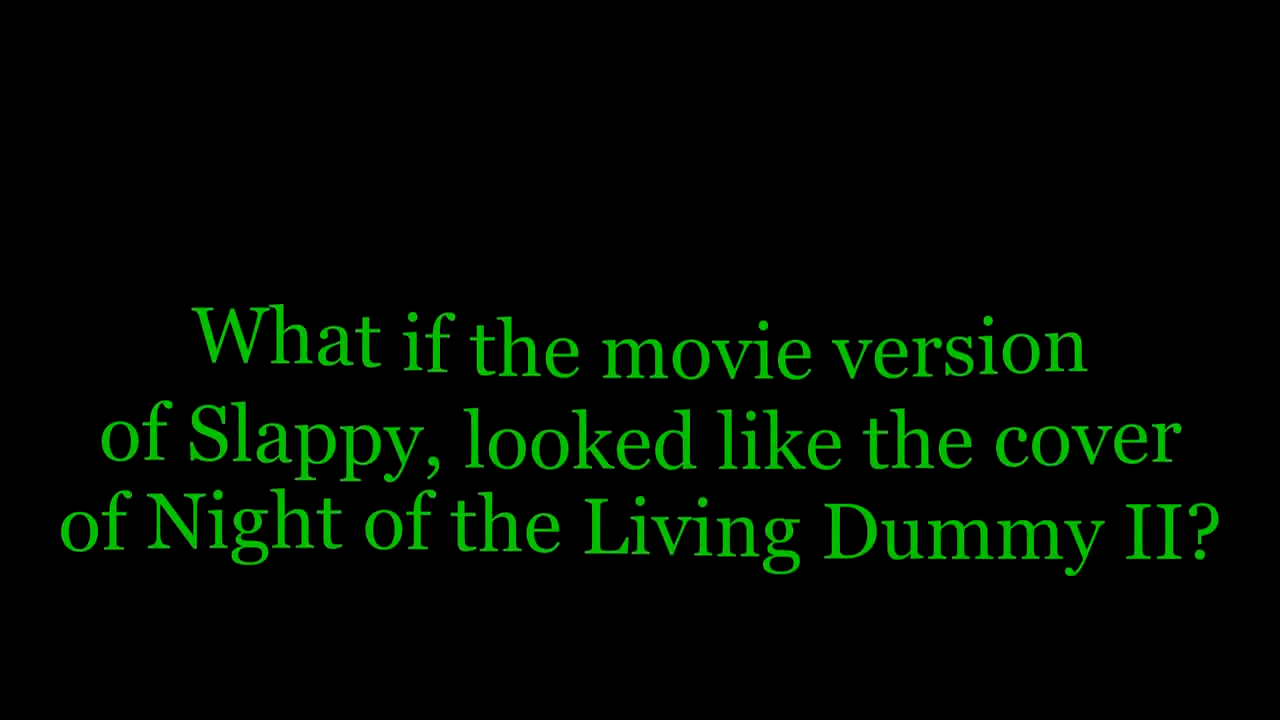 What if the movie version
of Slappy, looked like the cover
of Night of the Living Dummy II?